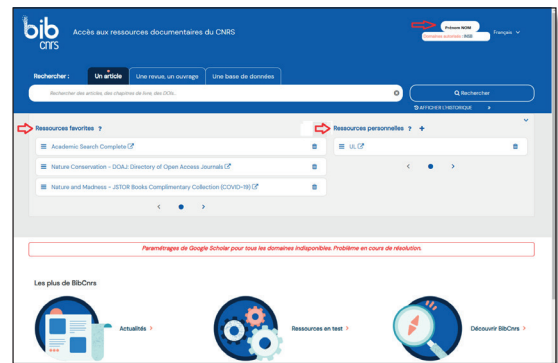 bib
cnrs
Accès aux ressources documentaires du CNRS
Prénom NOM
Domaines autorisés : INSB
Français
Rechercher :
Un article
Une revue, un ouvrage
Une base de données
Rechercher des articles, des chapitres de livre, des DOIs...
Rechercher
AFFICHER L'HISTORIQUE
Ressources favorites ?
Academic Search Complete
Nature Conservation - DOAJ: Directory of Open Access Journals
Nature and Madness - JSTOR Books Complimentary Collection (COVID-19)
Ressources personnelles ? +
UL
Paramétrages de Google Scholar pour tous les domaines indisponibles. Problème en cours de résolution.
Les plus de BibCnrs
Actualités >
Ressources en test >
Découvrir BibCnrs >